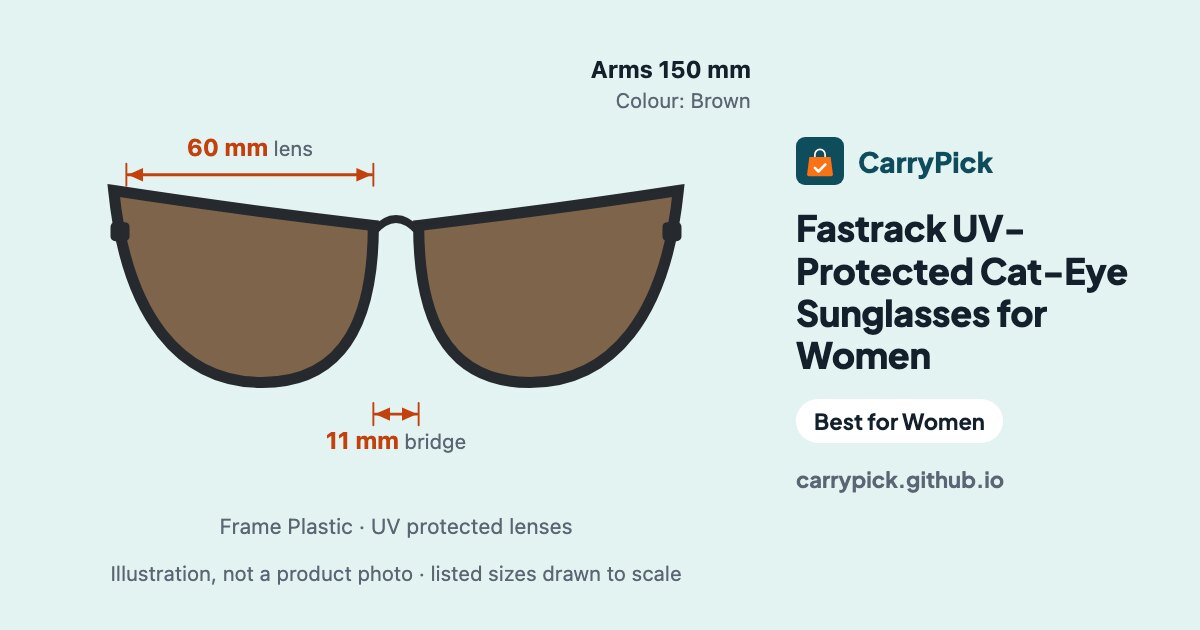 Arms 150 mm
Colour: Brown
60 mm lens
11 mm bridge
Frame Plastic · UV protected lenses
Illustration, not a product photo · listed sizes drawn to scale
CarryPick
Fastrack UV-
Protected Cat-Eye
Sunglasses for
Women
Best for Women
carrypick.github.io